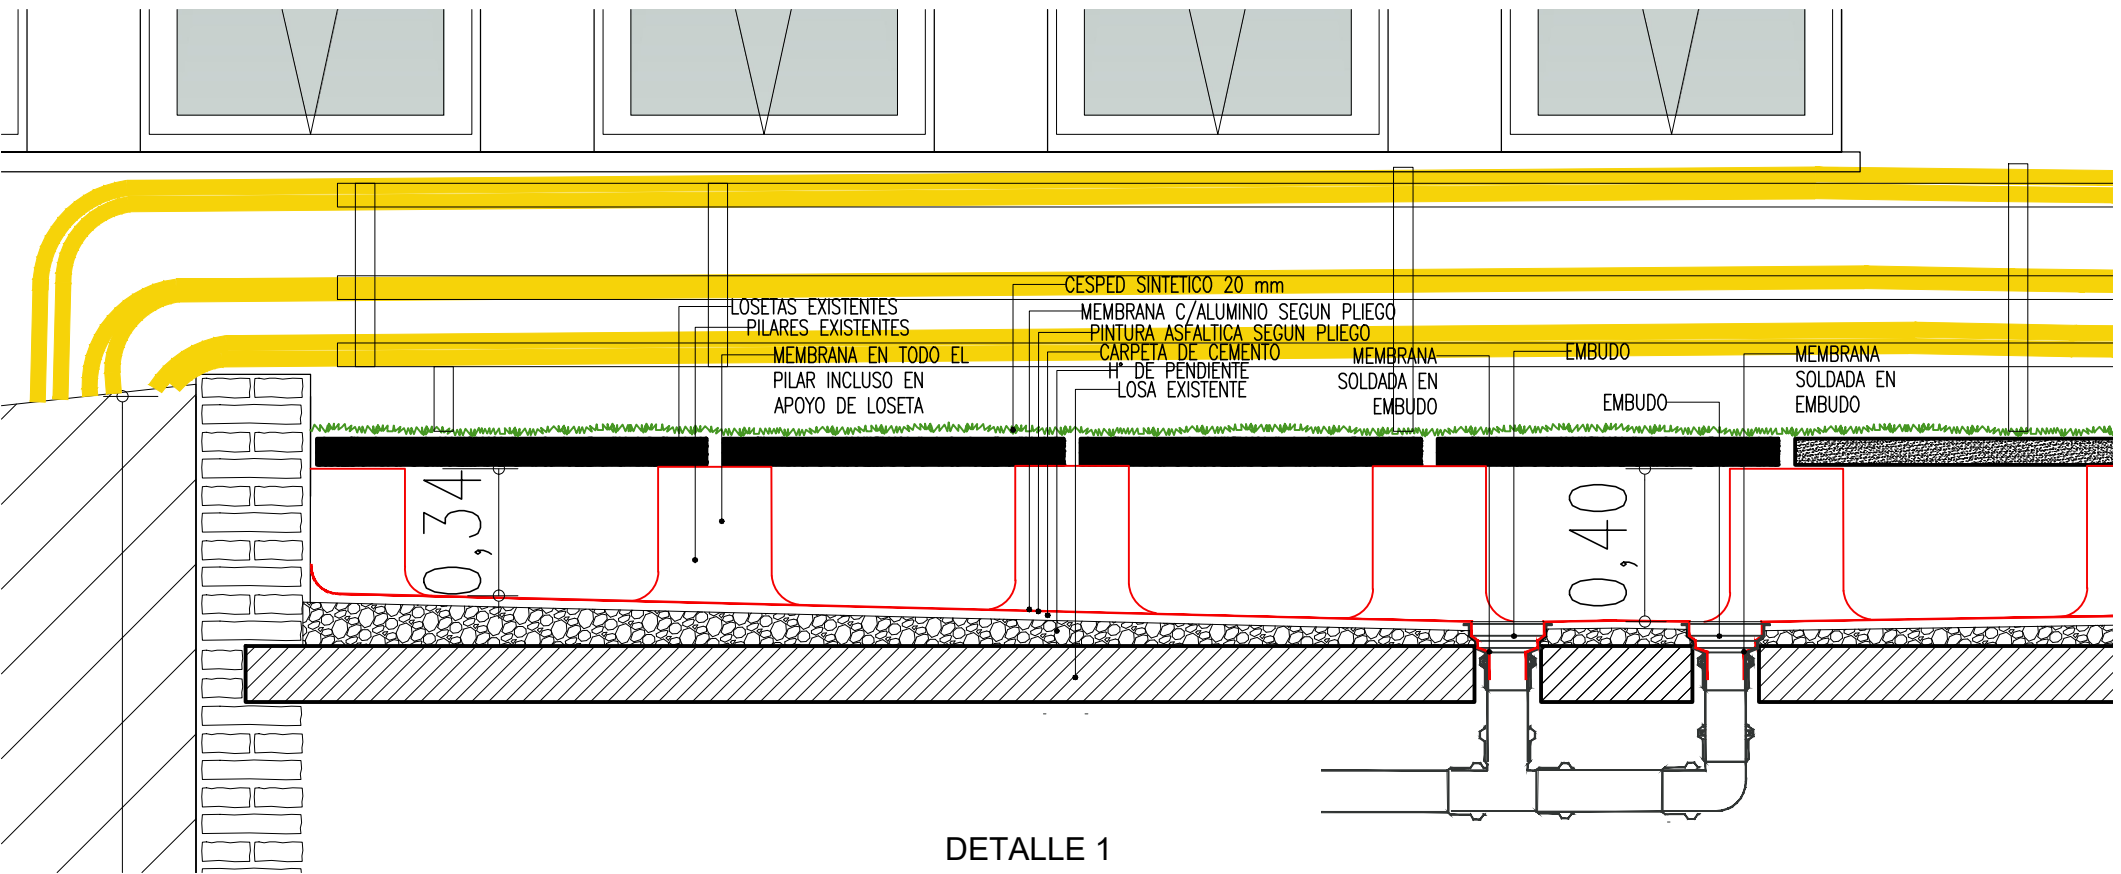 CESPED SINTETICO 20 mm
LOSETAS EXISTENTES
MEMBRANA C/ALUMINIO SEGUN PLIEGO
PILARES EXISTENTES
PINTURA ASFALTICA SEGUN PLIEGO
CARPETA DE CEMENTO
H° DE PENDIENTE
LOSA EXISTENTE
MEMBRANA EN TODO EL
PILAR INCLUSO EN
APOYO DE LOSETA
MEMBRANA
SOLDADA EN
EMBUDO
EMBUDO
EMBUDO
MEMBRANA
SOLDADA EN
EMBUDO
0,34
0,40
DETALLE 1